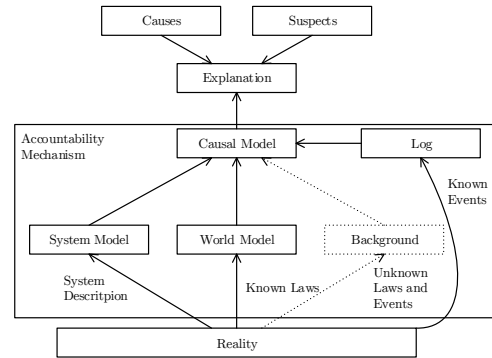 Causes
Suspects
Explanation
Accountability
Mechanism
Causal Model
Log
Known
Events
System Model
World Model
Background
System
Descritpion
Known Laws
Unknown
Laws and
Events
Reality